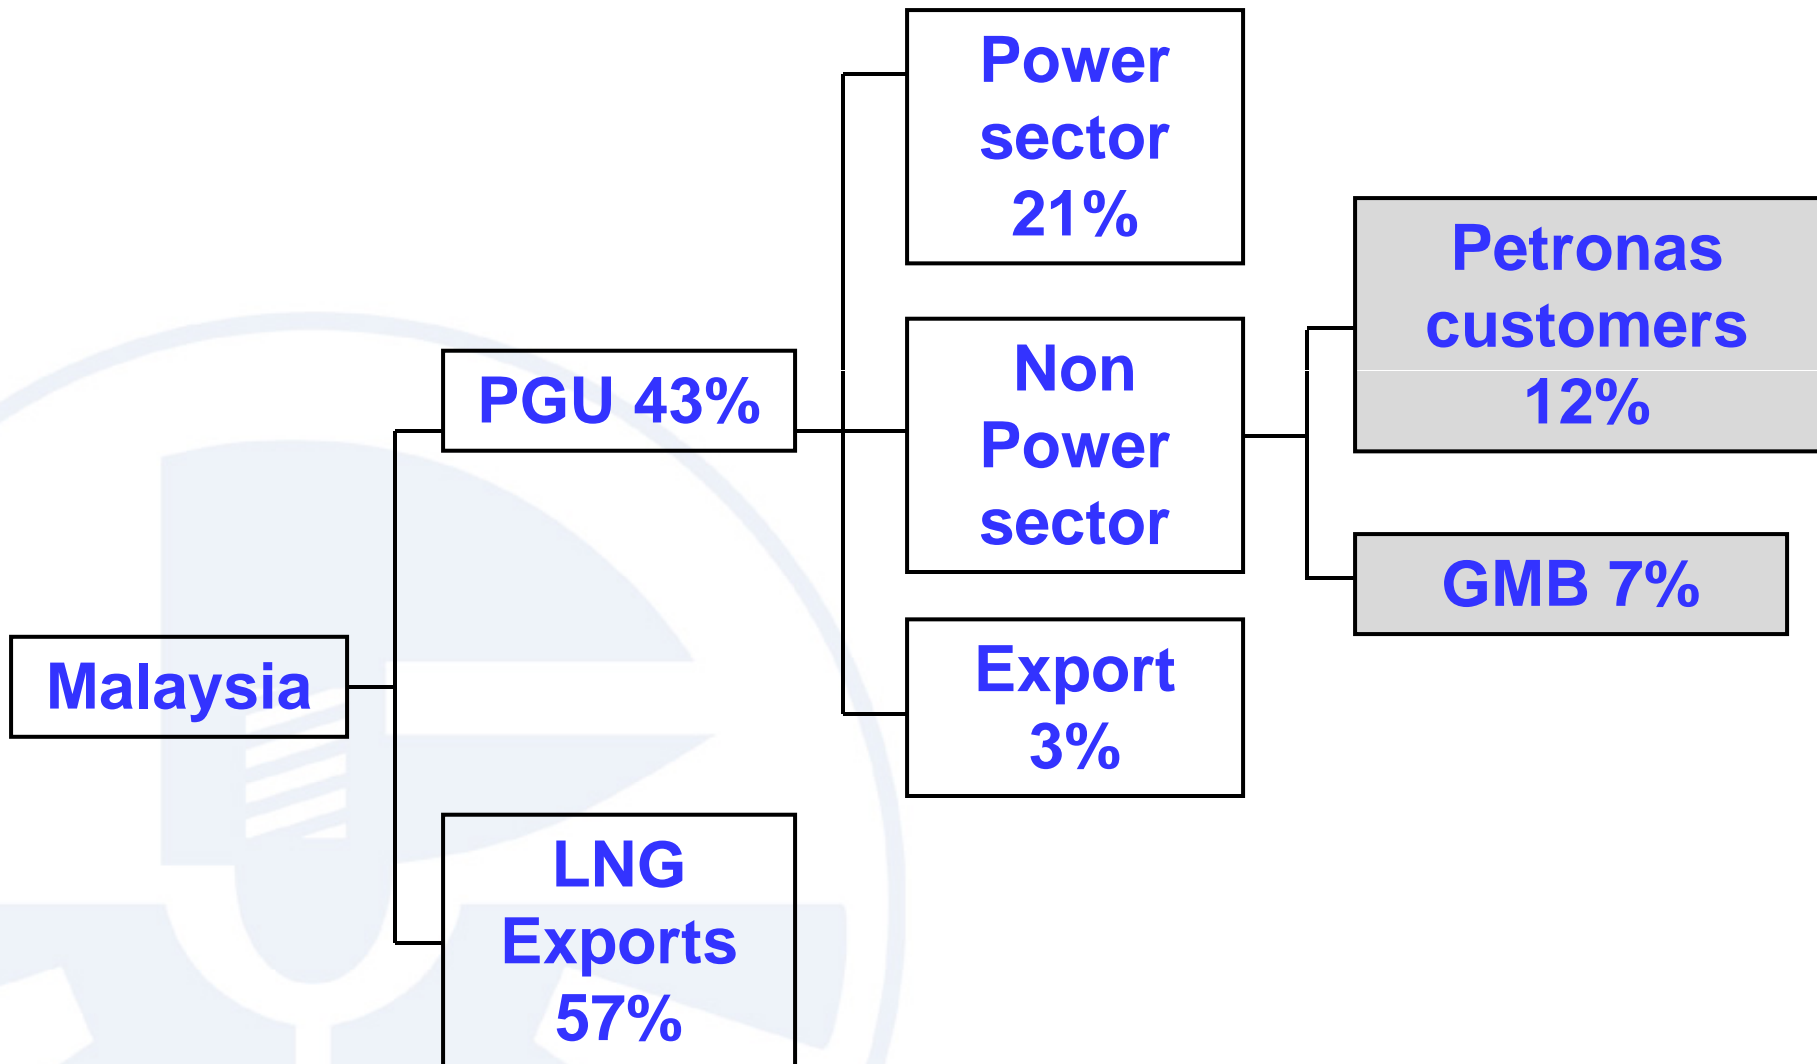 Malaysia
PGU 43%
LNG
Exports
57%
Power
sector
21%
Non
Power
sector
Export
3%
Petronas
customers
12%
GMB 7%